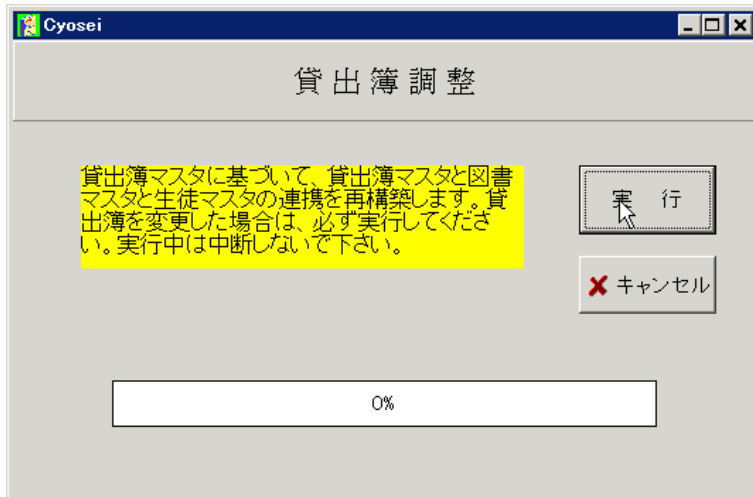 Cyosei
貸出簿調整
貸出簿マスタに基づいて、貸出簿マスタと図書
マスタと生徒マスタの連携を再構築します。貸
出簿を変更した場合は、必ず実行してくださ
い。実行中は中断しないで下さい。
実　行
キャンセル
0%